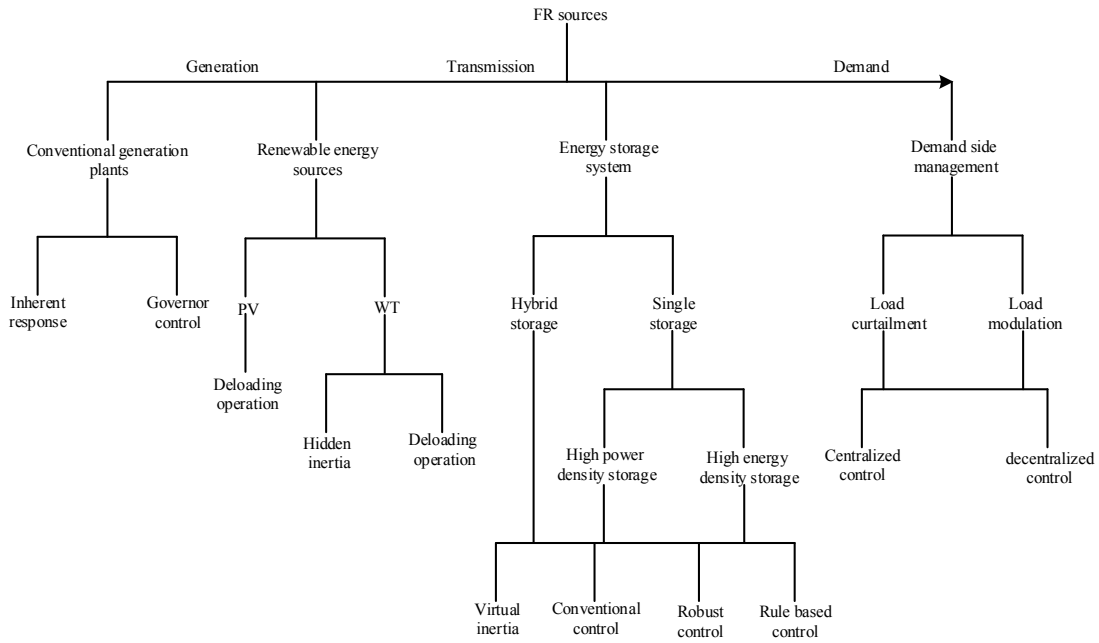 FR sources
Generation
Transmission
Demand
Conventional generation
plants
Renewable energy
sources
Energy storage
system
Demand side
management
Inherent
response
Governor
control
PV
WT
Hybrid
storage
Single
storage
Load
curtailment
Load
modulation
Deloading
operation
Hidden
inertia
Deloading
operation
High power
density storage
High energy
density storage
Centralized
control
decentralized
control
Virtual
inertia
Conventional
control
Robust
control
Rule based
control